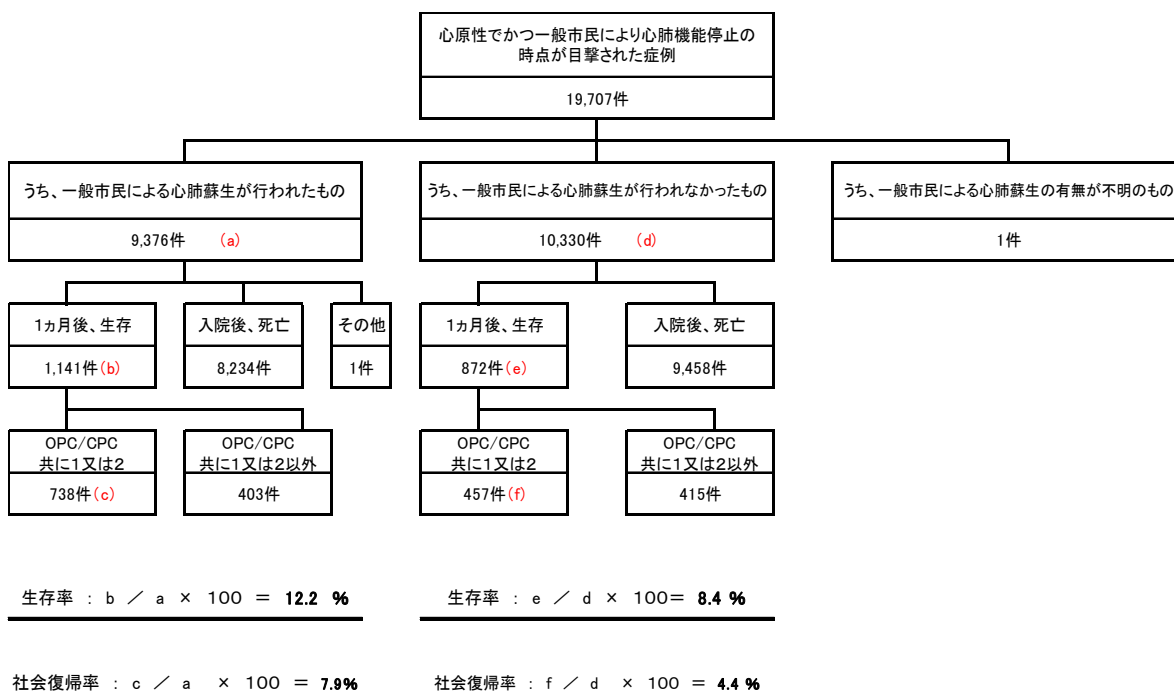 心原性でかつ一般市民により心肺機能停止の
時点が目撃された症例
19,707件
うち、一般市民による心肺蘇生が行われたもの
9,376件 (a)
うち、一般市民による心肺蘇生が行われなかったもの
10,330件 (d)
うち、一般市民による心肺蘇生の有無が不明のもの
1件
1ヵ月後、生存
1,141件(b)
入院後、死亡
8,234件
その他
1件
1ヵ月後、生存
872件(e)
入院後、死亡
9,458件
OPC/CPC
共に1又は2
738件(c)
OPC/CPC
共に1又は2以外
403件
OPC/CPC
共に1又は2
457件(f)
OPC/CPC
共に1又は2以外
415件
生存率 : b / a × 100 = 12.2 %
生存率 : e / d × 100= 8.4 %
社会復帰率 : c / a × 100 = 7.9%
社会復帰率 : f / d × 100 = 4.4 %